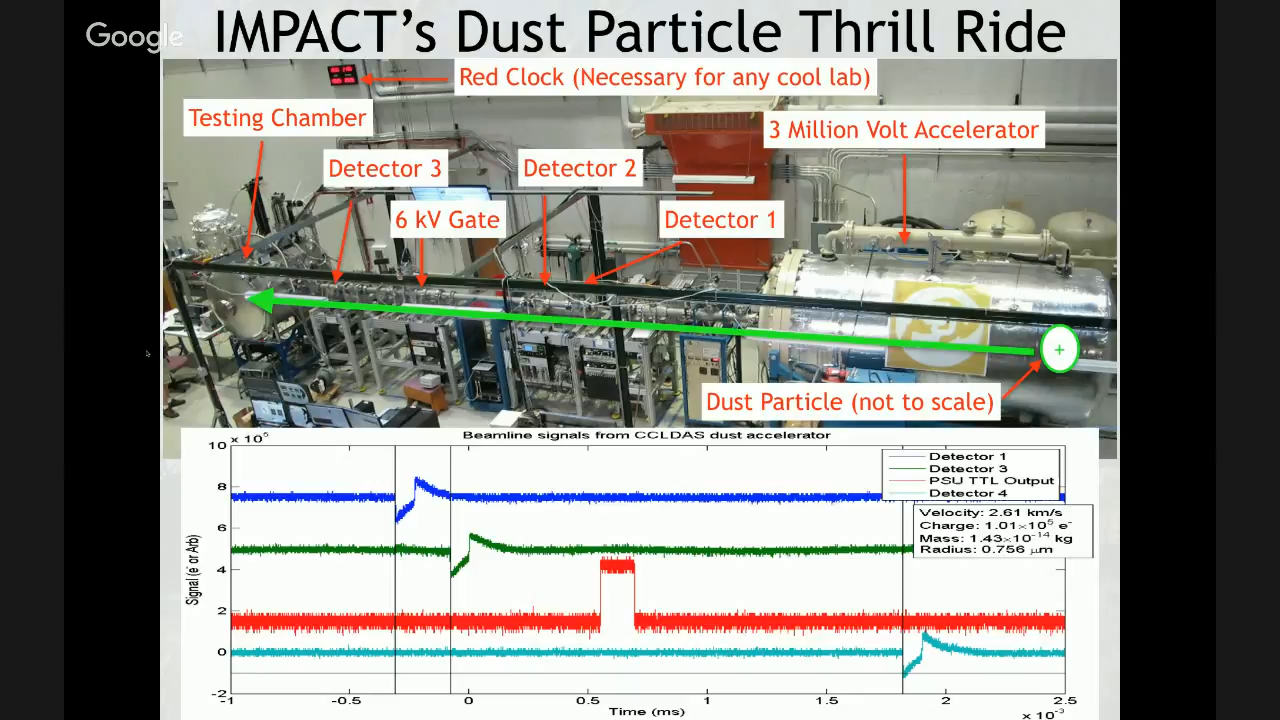 Google
IMPACT's Dust Particle Thrill Ride
Red Clock (Necessary for any cool lab)
Testing Chamber
3 Million Volt Accelerator
Detector 3
Detector 2
6 kV Gate
Detector 1
+
Dust Particle (not to scale)
Beamline signals from CCLDAS dust accelerator
10 x 10⁵
8
6
4
2
0
-2
Signal (e or Arb)
Detector 1
Detector 3
PSU TTL Output
Detector 4
Velocity: 2.61 km/s
Charge: 1.01×10⁵ e⁻
Mass: 1.43×10⁻¹⁴ kg
Radius: 0.756 μm
-1 -0.5 0 0.5 1 1.5 2 2.5
Time (ms)
x 10⁻³